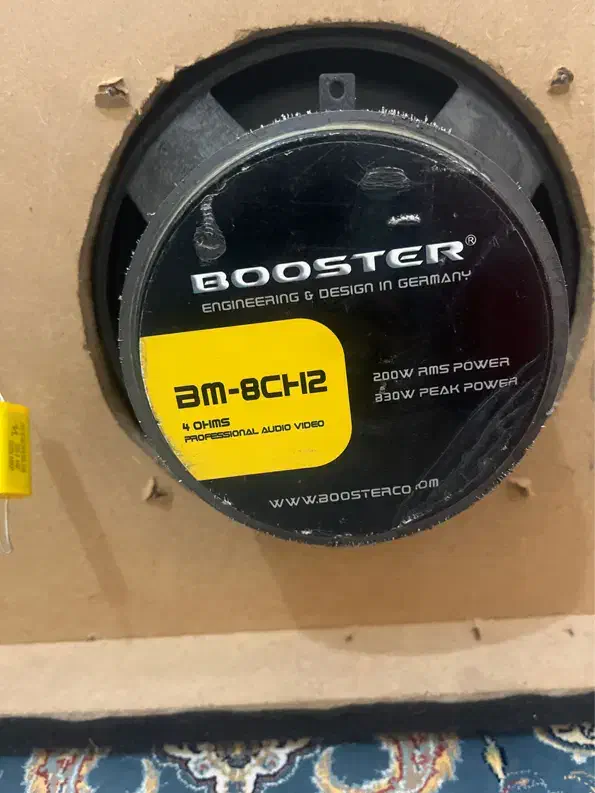 BOOSTER®
ENGINEERING & DESIGN IN GERMANY
BM-8CH2
4 OHMS
PROFESSIONAL AUDIO VIDEO
200W RMS POWER
830W PEAK POWER
WWW.BOOSTERCO.OM